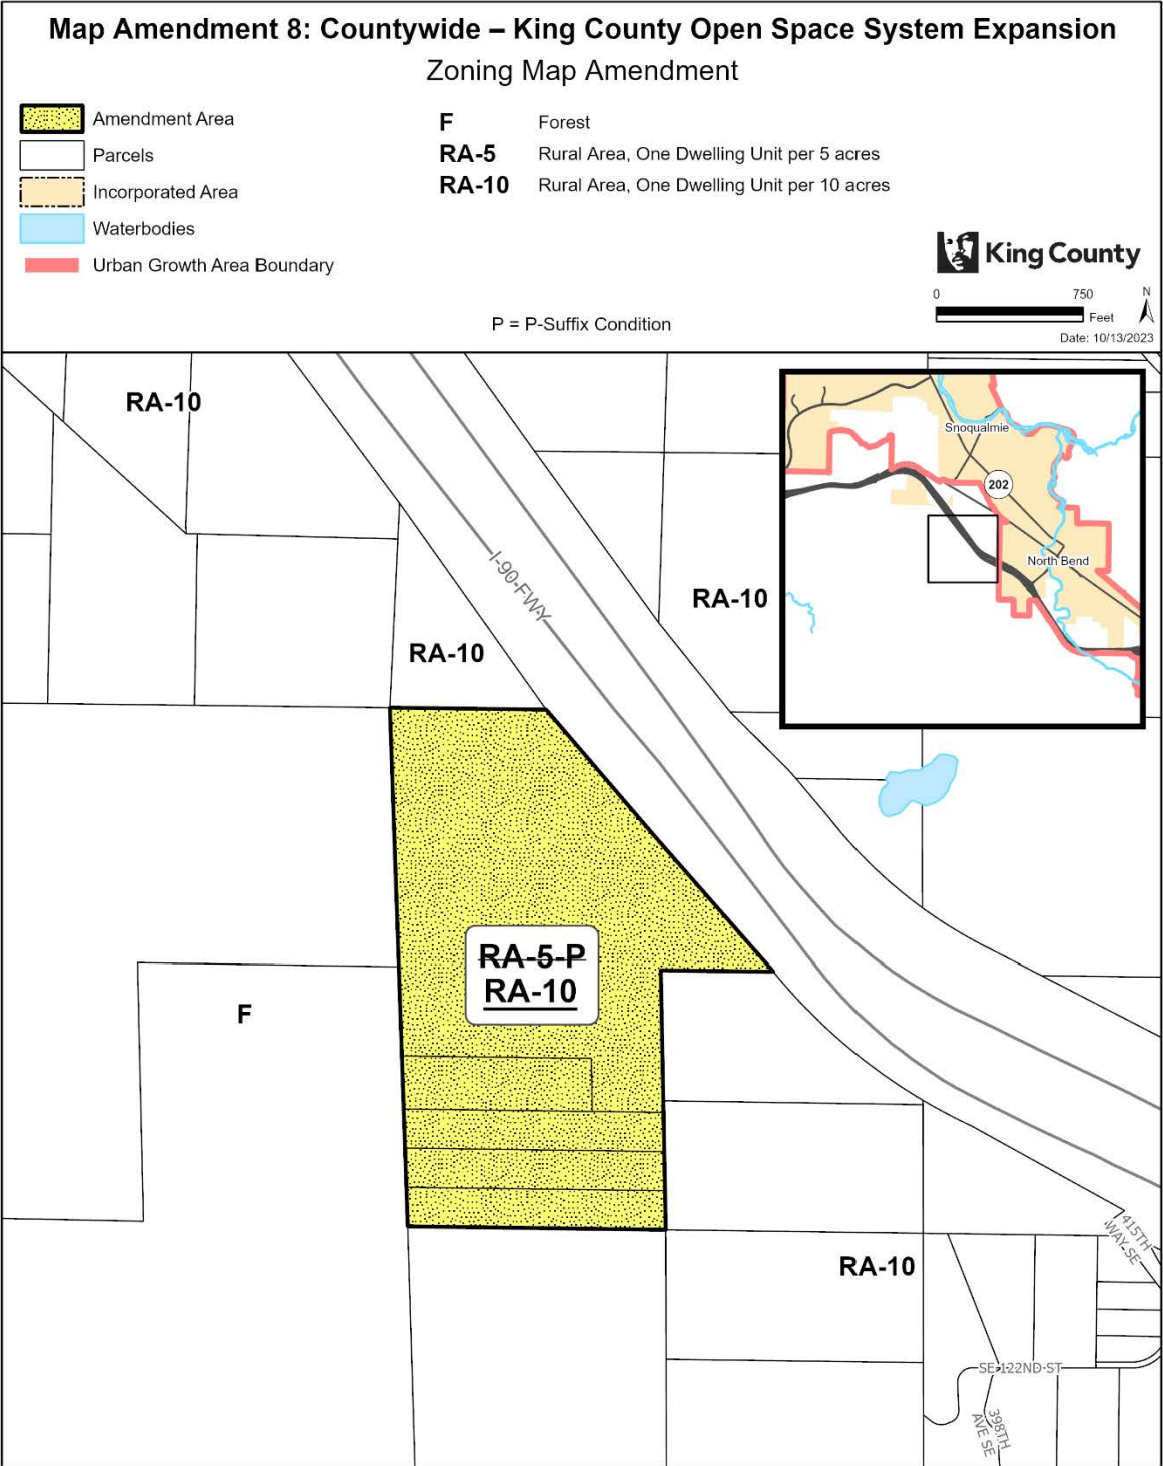 Map Amendment 8: Countywide – King County Open Space System Expansion
Zoning Map Amendment
Amendment Area
Parcels
Incorporated Area
Waterbodies
Urban Growth Area Boundary
F Forest
RA-5 Rural Area, One Dwelling Unit per 5 acres
RA-10 Rural Area, One Dwelling Unit per 10 acres
P = P-Suffix Condition
King County
0 750
Feet
N
Date: 10/13/2023
RA-10
Snoqualmie
202
North Bend
I-90 FWY
RA-10
RA-10
RA-5-P
RA-10
F
415TH
WAY SE
RA-10
SE 122ND ST
398TH
AVE SE